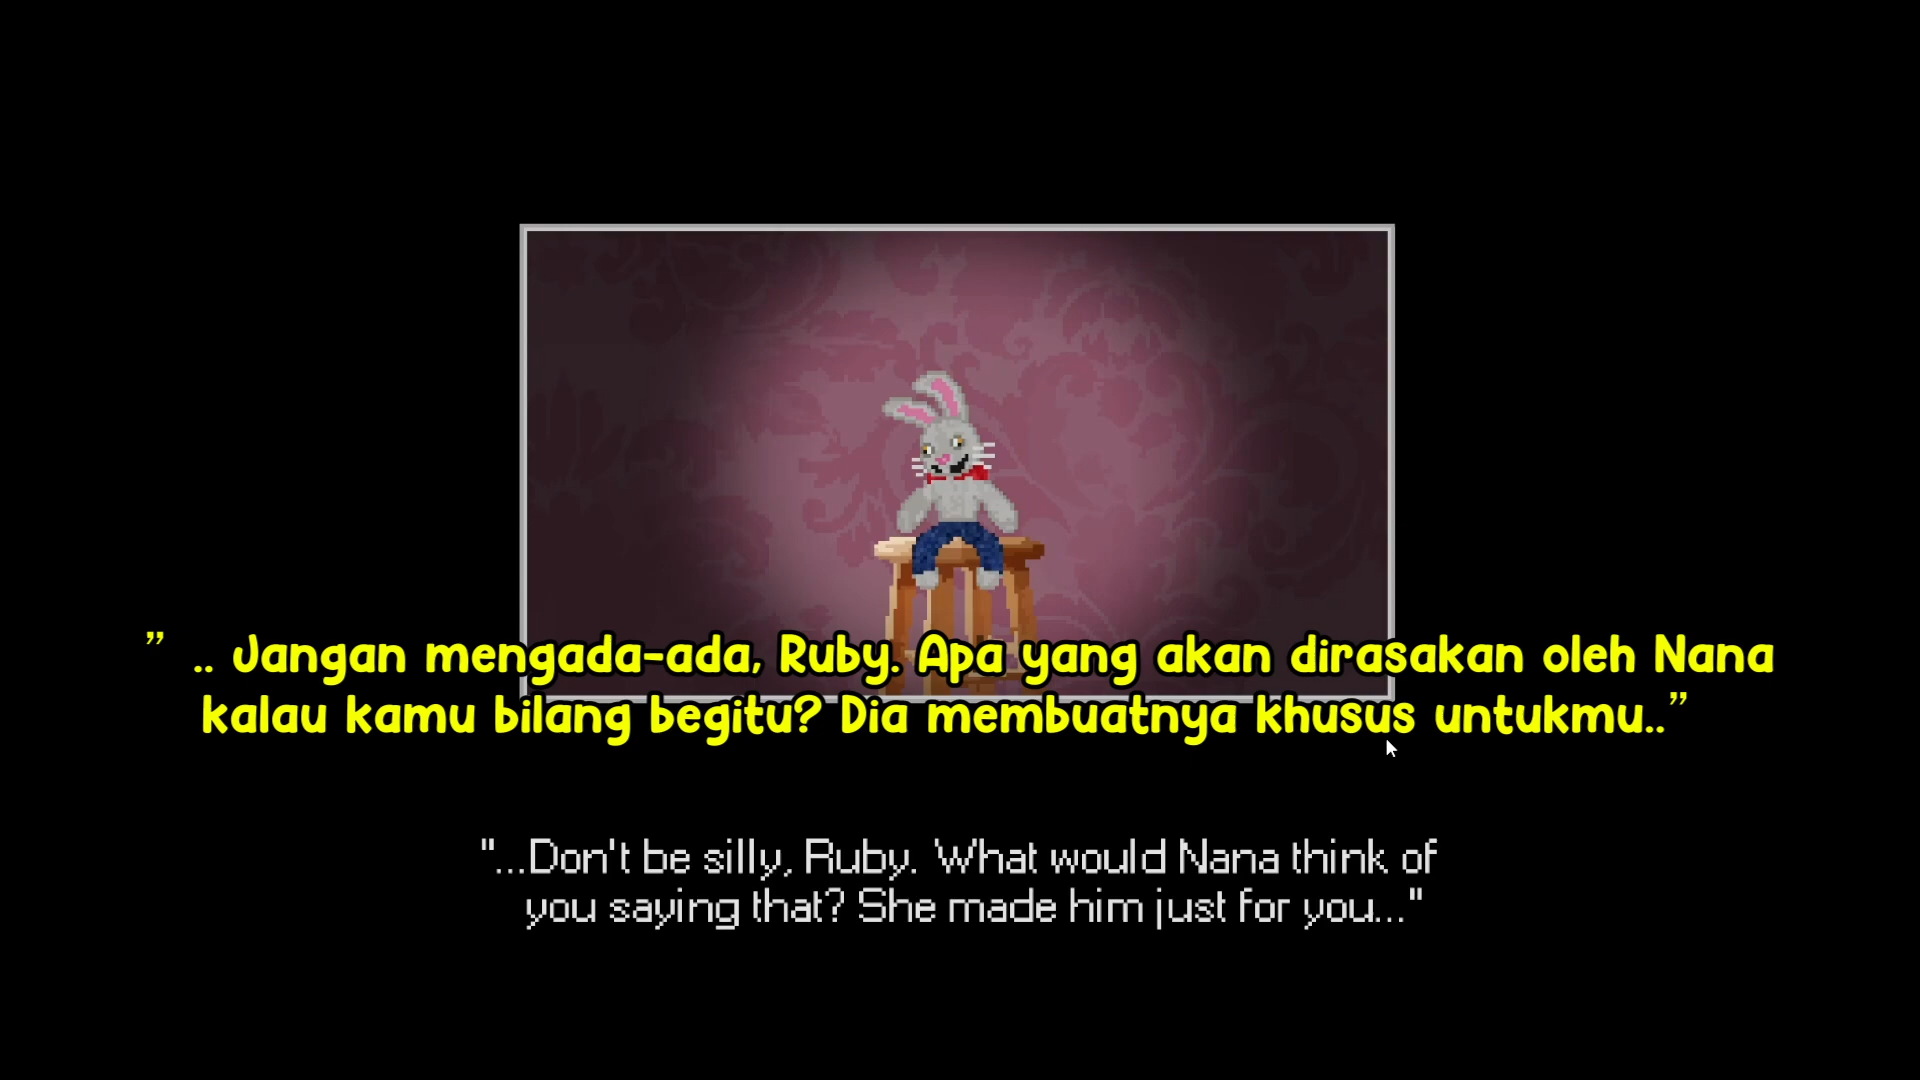 ” .. Jangan mengada-ada, Ruby. Apa yang akan dirasakan oleh Nana
kalau kamu bilang begitu? Dia membuatnya khusus untukmu..”
"...Don't be silly, Ruby. What would Nana think of
you saying that? She made him just for you..."